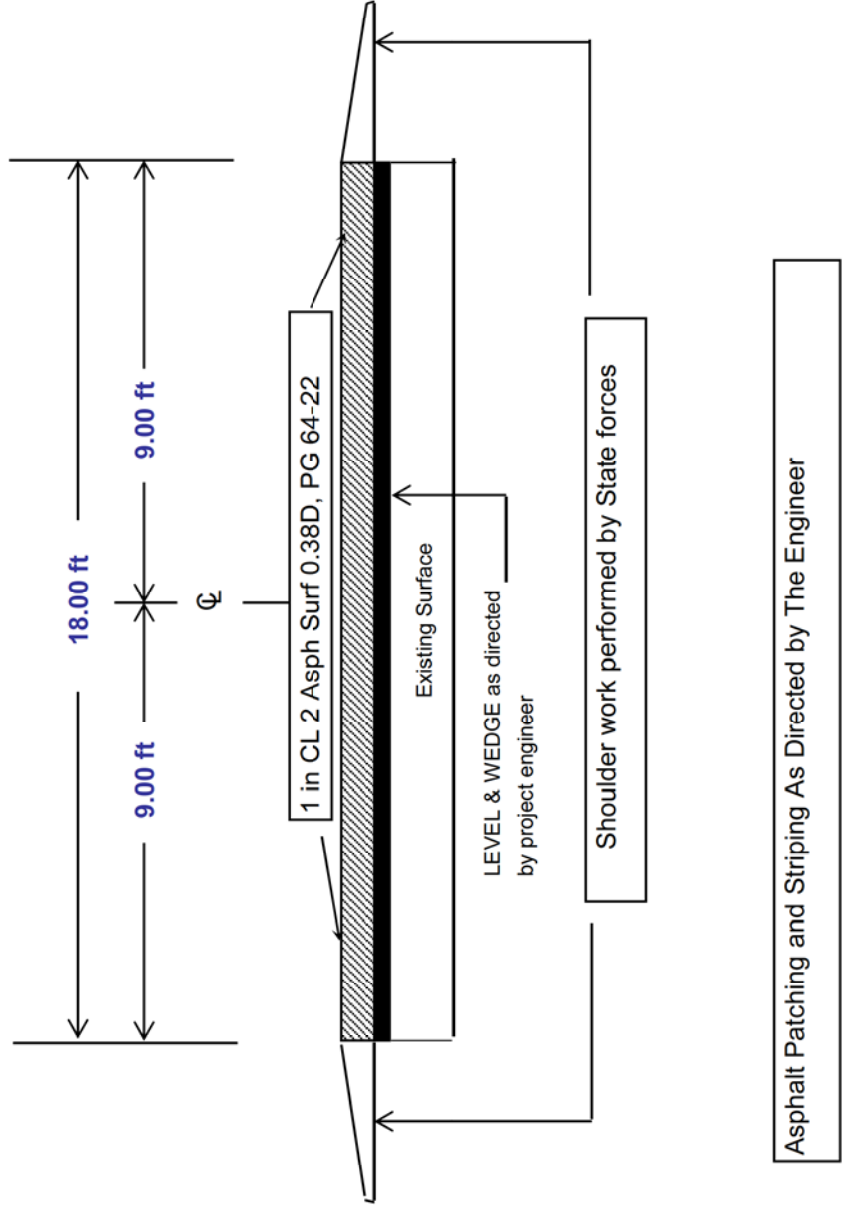 18.00 ft
9.00 ft
9.00 ft
℄
1 in CL 2 Asph Surf 0.38D, PG 64-22
Existing Surface
LEVEL & WEDGE as directed
by project engineer
Shoulder work performed by State forces
Asphalt Patching and Striping As Directed by The Engineer